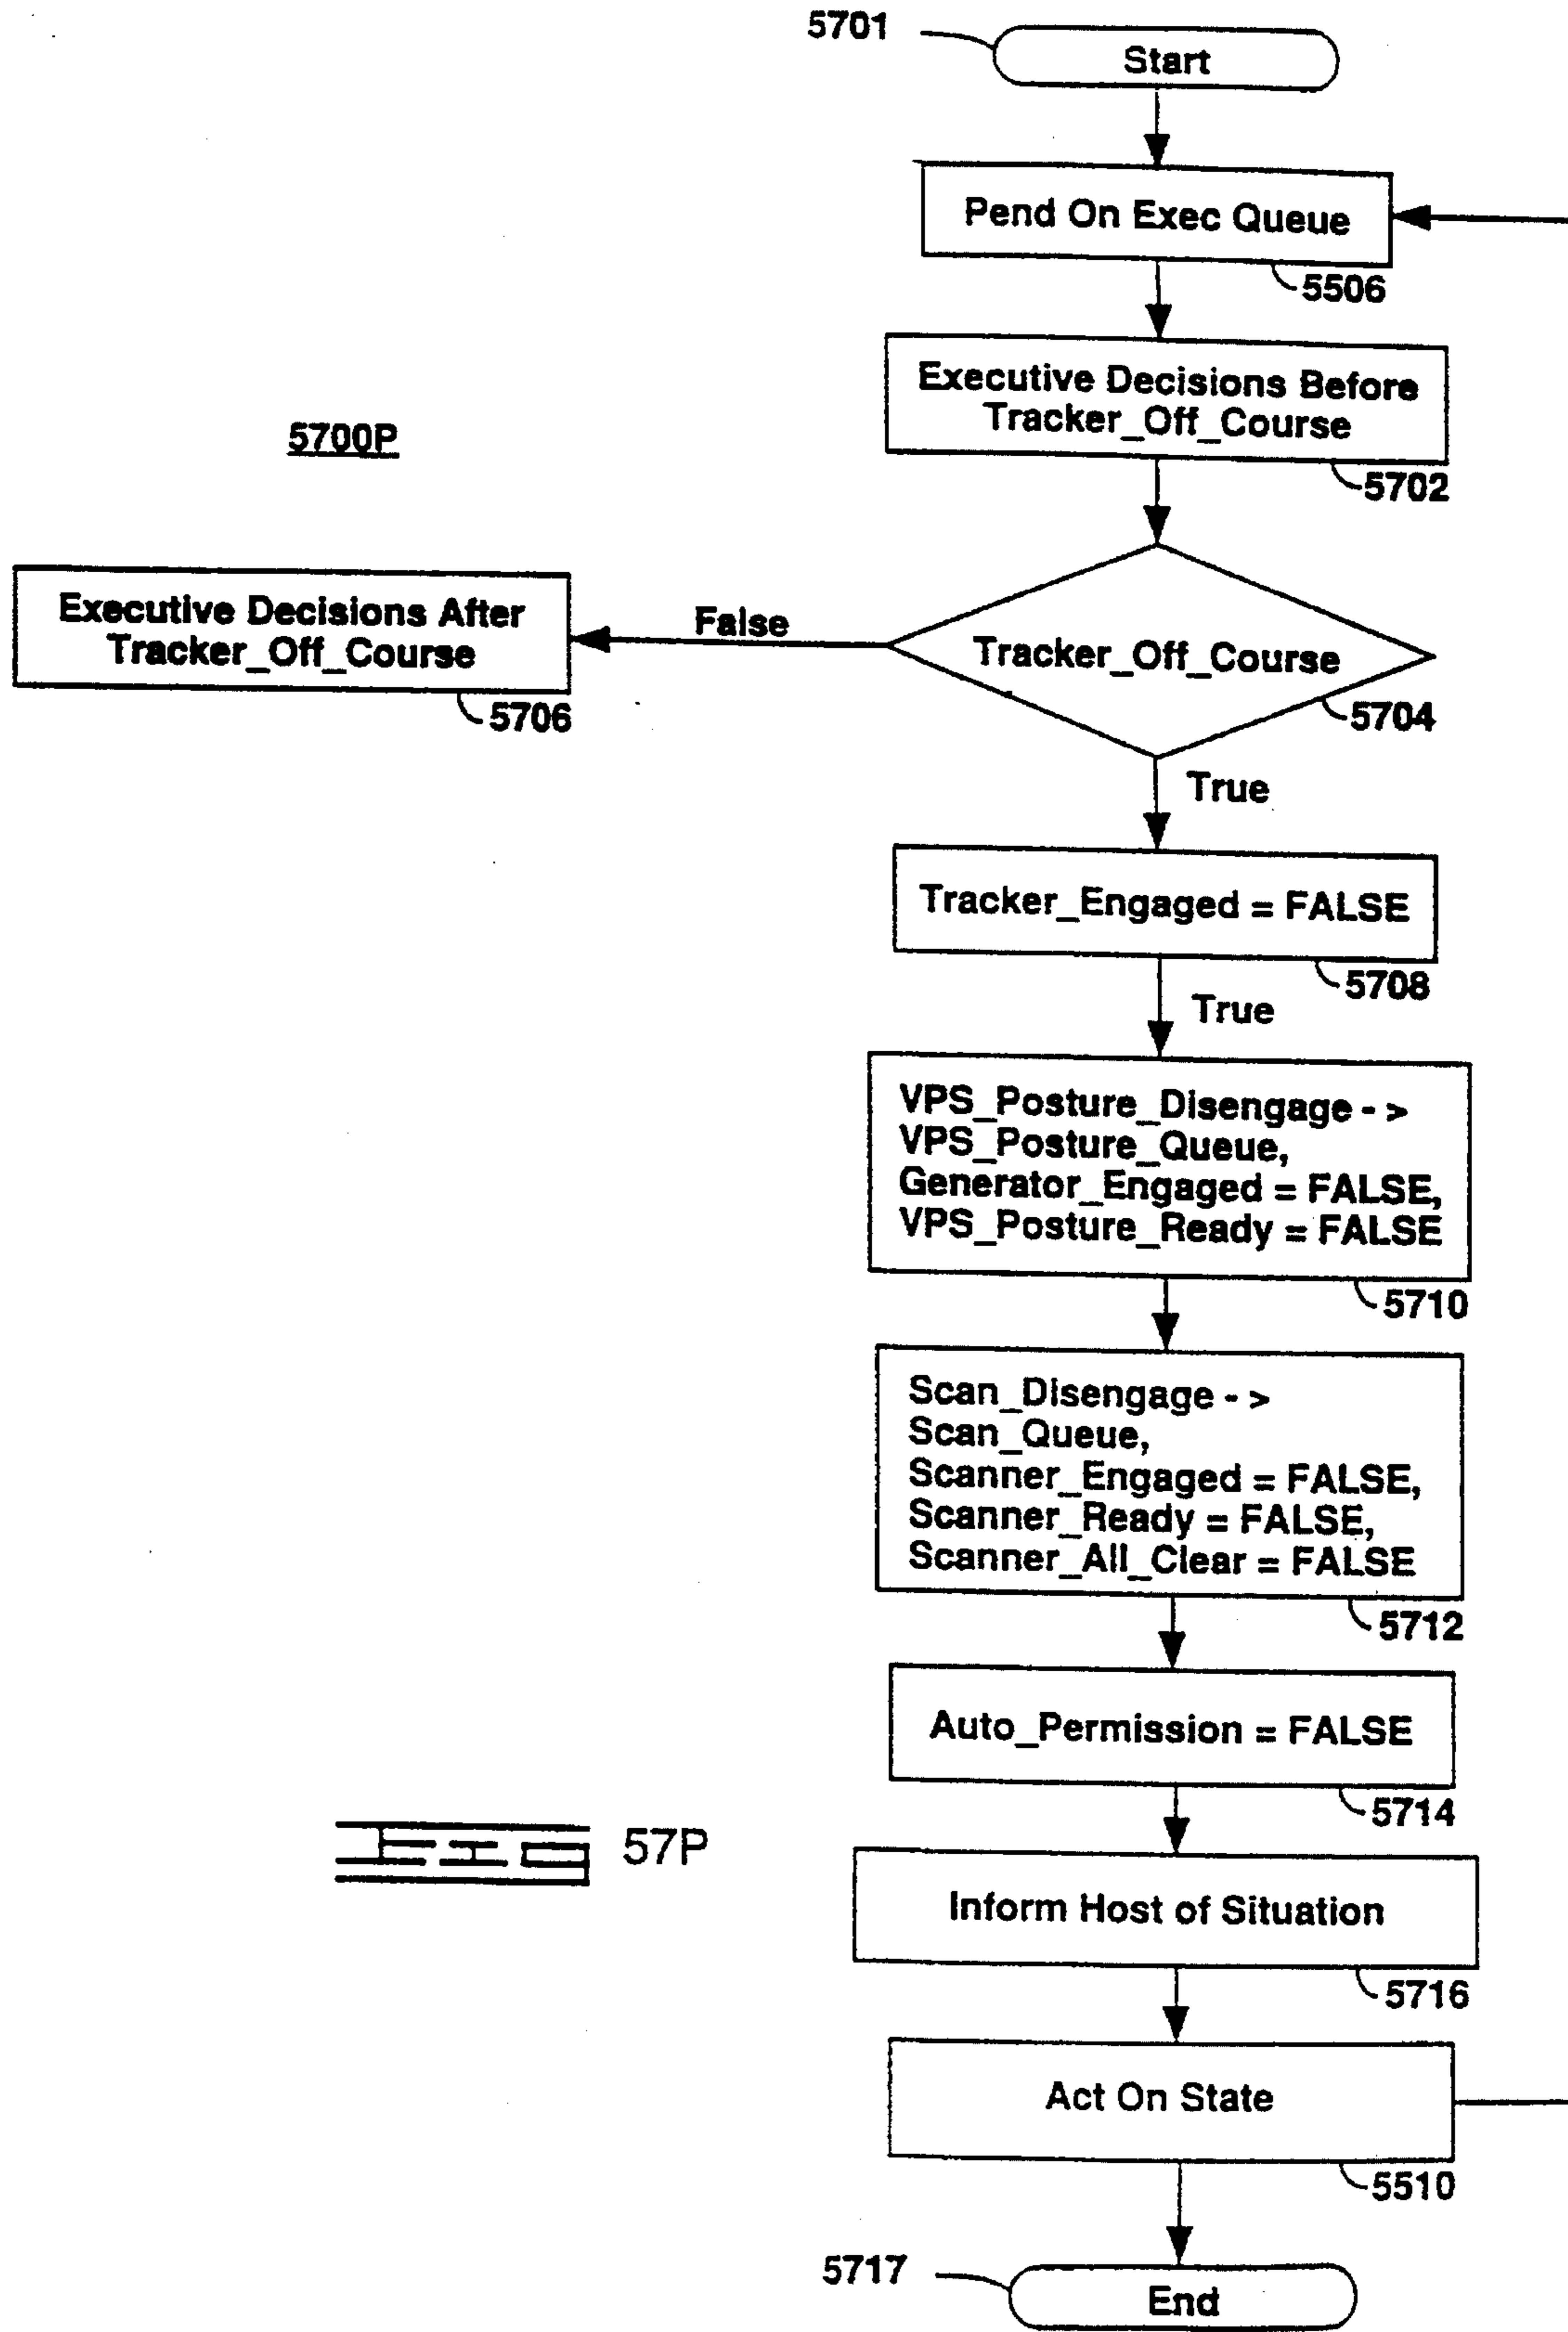 5701
Start
Pend On Exec Queue
5506
Executive Decisions Before
Tracker_Off_Course
5702
5700P
Executive Decisions After
Tracker_Off_Course
5706
False
Tracker_Off_Course
5704
True
Tracker_Engaged = FALSE
5708
True
VPS_Posture_Disengage - >
VPS_Posture_Queue,
Generator_Engaged = FALSE,
VPS_Posture_Ready = FALSE
5710
Scan_Disengage - >
Scan_Queue,
Scanner_Engaged = FALSE,
Scanner_Ready = FALSE,
Scanner_All_Clear = FALSE
5712
Auto_Permission = FALSE
5714
FIG 57P
Inform Host of Situation
5716
Act On State
5510
5717
End